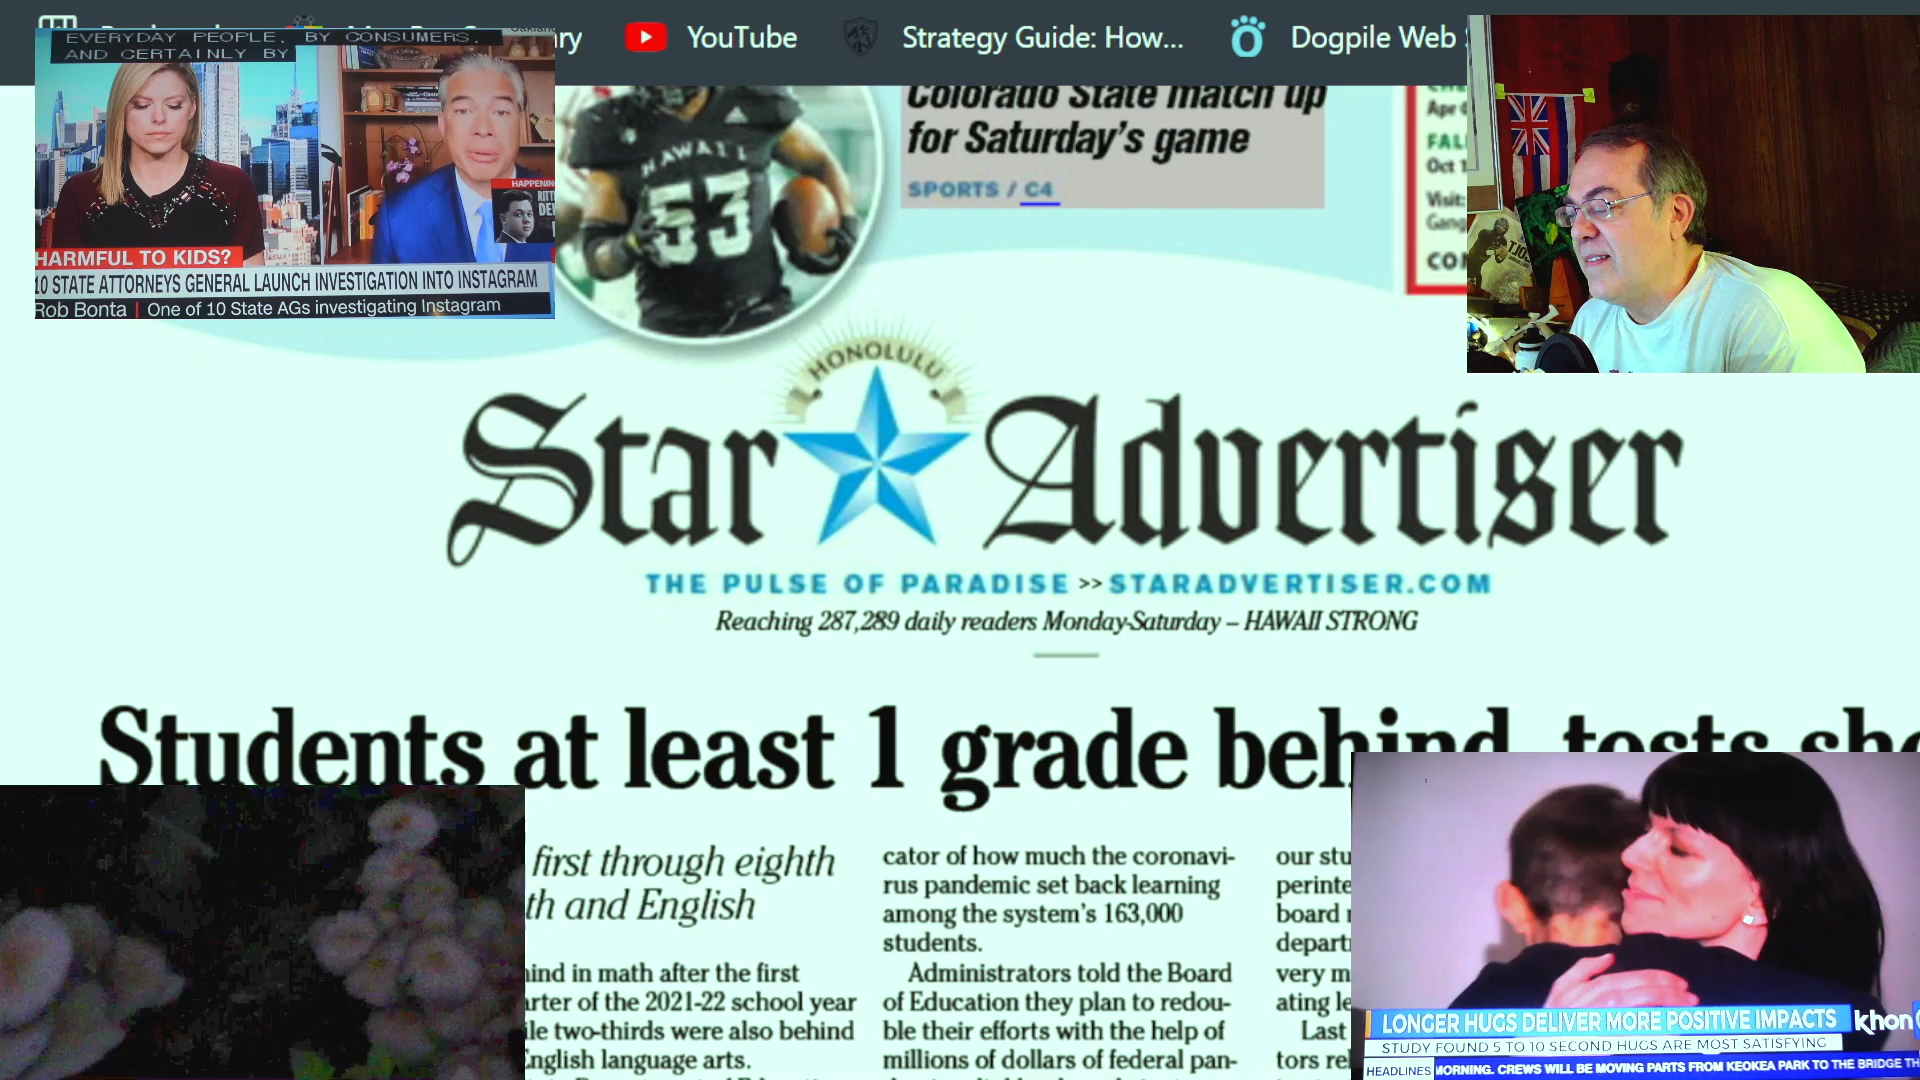 YouTube
Strategy Guide: How...
Dogpile Web
EVERYDAY PEOPLE, BY CONSUMERS,
AND CERTAINLY BY
HARMFUL TO KIDS?
10 STATE ATTORNEYS GENERAL LAUNCH INVESTIGATION INTO INSTAGRAM
Rob Bonta | One of 10 State AGs investigating Instagram
HAPPENING
HAWAII
53
Colorado State match up
for Saturday's game
SPORTS / C4
Visit:
HONOLULU
Star Advertiser
THE PULSE OF PARADISE >> STARADVERTISER.COM
Reaching 287,289 daily readers Monday-Saturday – HAWAII STRONG
Students at least 1 grade behind, tests
first through eighth
th and English
ind in math after the first
rter of the 2021-22 school year
le two-thirds were also behind
English language arts.
cator of how much the coronavi-
rus pandemic set back learning
among the system's 163,000
students.
Administrators told the Board
of Education they plan to redou-
ble their efforts with the help of
millions of dollars of federal pan-
our stu
perinte
board
depart
very m
ating le
Last
tors rel
LONGER HUGS DELIVER MORE POSITIVE IMPACTS
khon
STUDY FOUND 5 TO 10 SECOND HUGS ARE MOST SATISFYING
HEADLINES MORNING. CREWS WILL BE MOVING PARTS FROM KEOKEA PARK TO THE BRIDGE TH